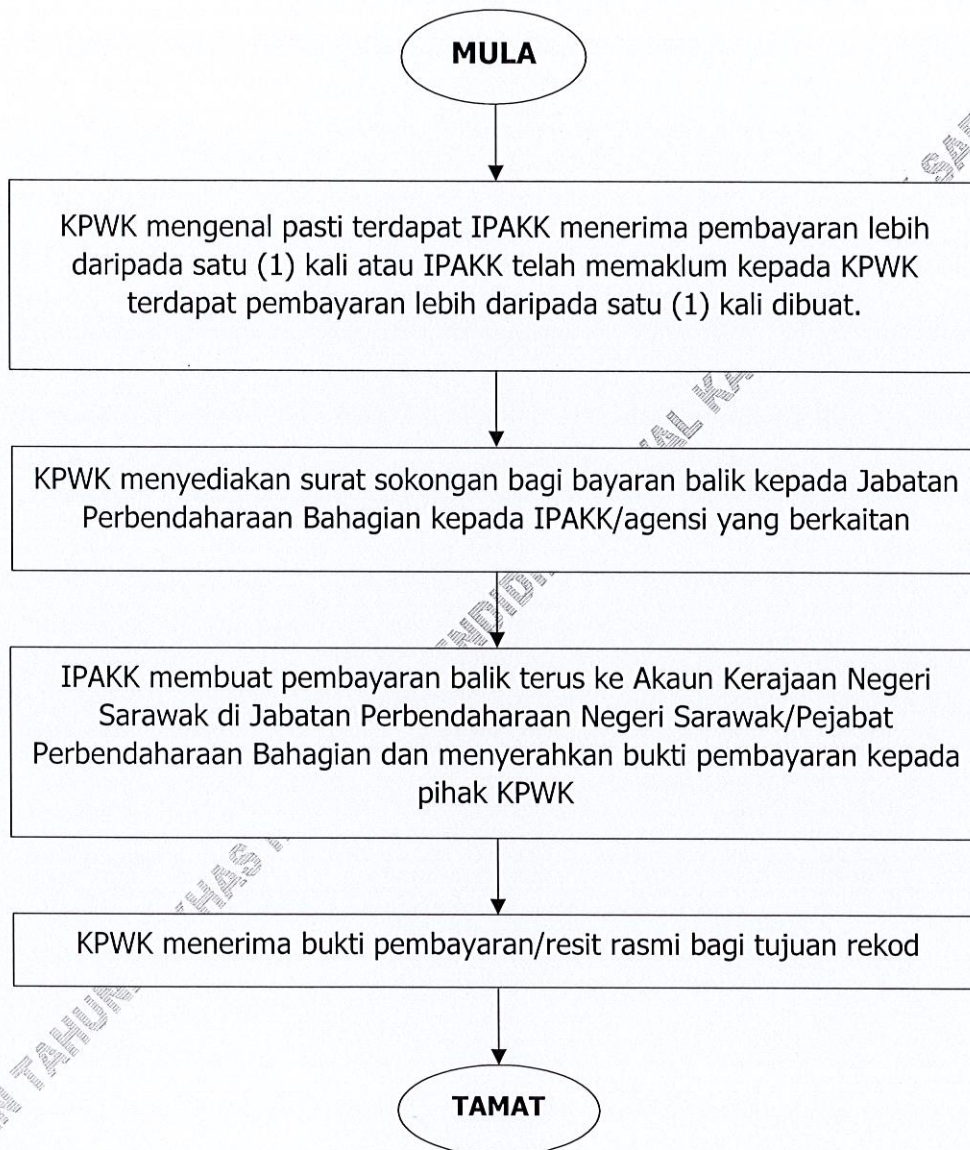 MULA
KPWK mengenal pasti terdapat IPAKK menerima pembayaran lebih
daripada satu (1) kali atau IPAKK telah memaklum kepada KPWK
terdapat pembayaran lebih daripada satu (1) kali dibuat.
KPWK menyediakan surat sokongan bagi bayaran balik kepada Jabatan
Perbendaharaan Bahagian kepada IPAKK/agensi yang berkaitan
IPAKK membuat pembayaran balik terus ke Akaun Kerajaan Negeri
Sarawak di Jabatan Perbendaharaan Negeri Sarawak/Pejabat
Perbendaharaan Bahagian dan menyerahkan bukti pembayaran kepada
pihak KPWK
KPWK menerima bukti pembayaran/resit rasmi bagi tujuan rekod
TAMAT